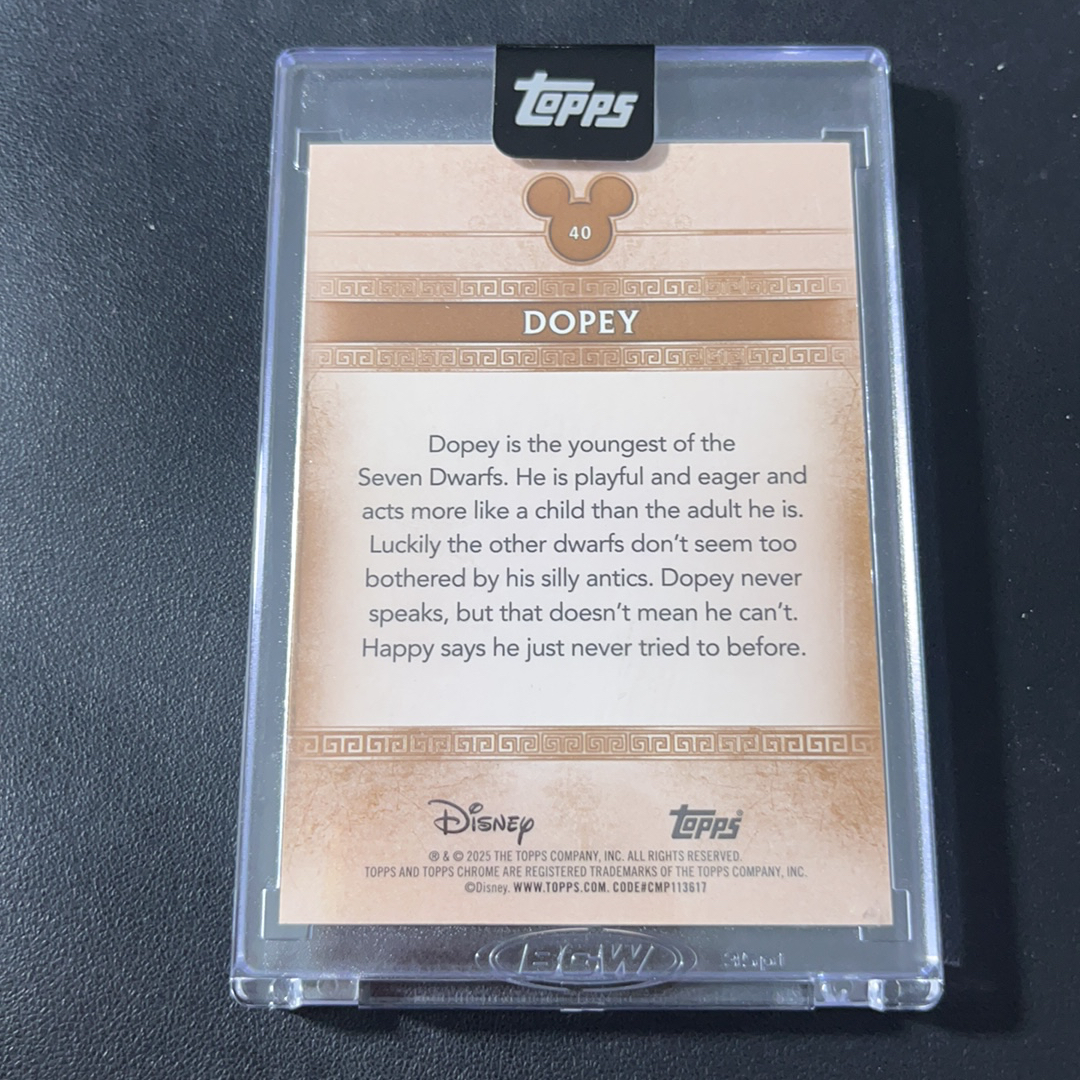 TOPPS
40
DOPEY
Dopey is the youngest of the
Seven Dwarfs. He is playful and eager and
acts more like a child than the adult he is.
Luckily the other dwarfs don't seem too
bothered by his silly antics. Dopey never
speaks, but that doesn't mean he can't.
Happy says he just never tried to before.
Disney TOPPS®
® & © 2025 THE TOPPS COMPANY, INC. ALL RIGHTS RESERVED.
TOPPS AND TOPPS CHROME ARE REGISTERED TRADEMARKS OF THE TOPPS COMPANY, INC.
©Disney. WWW.TOPPS.COM. CODE#CMP113617
BCW